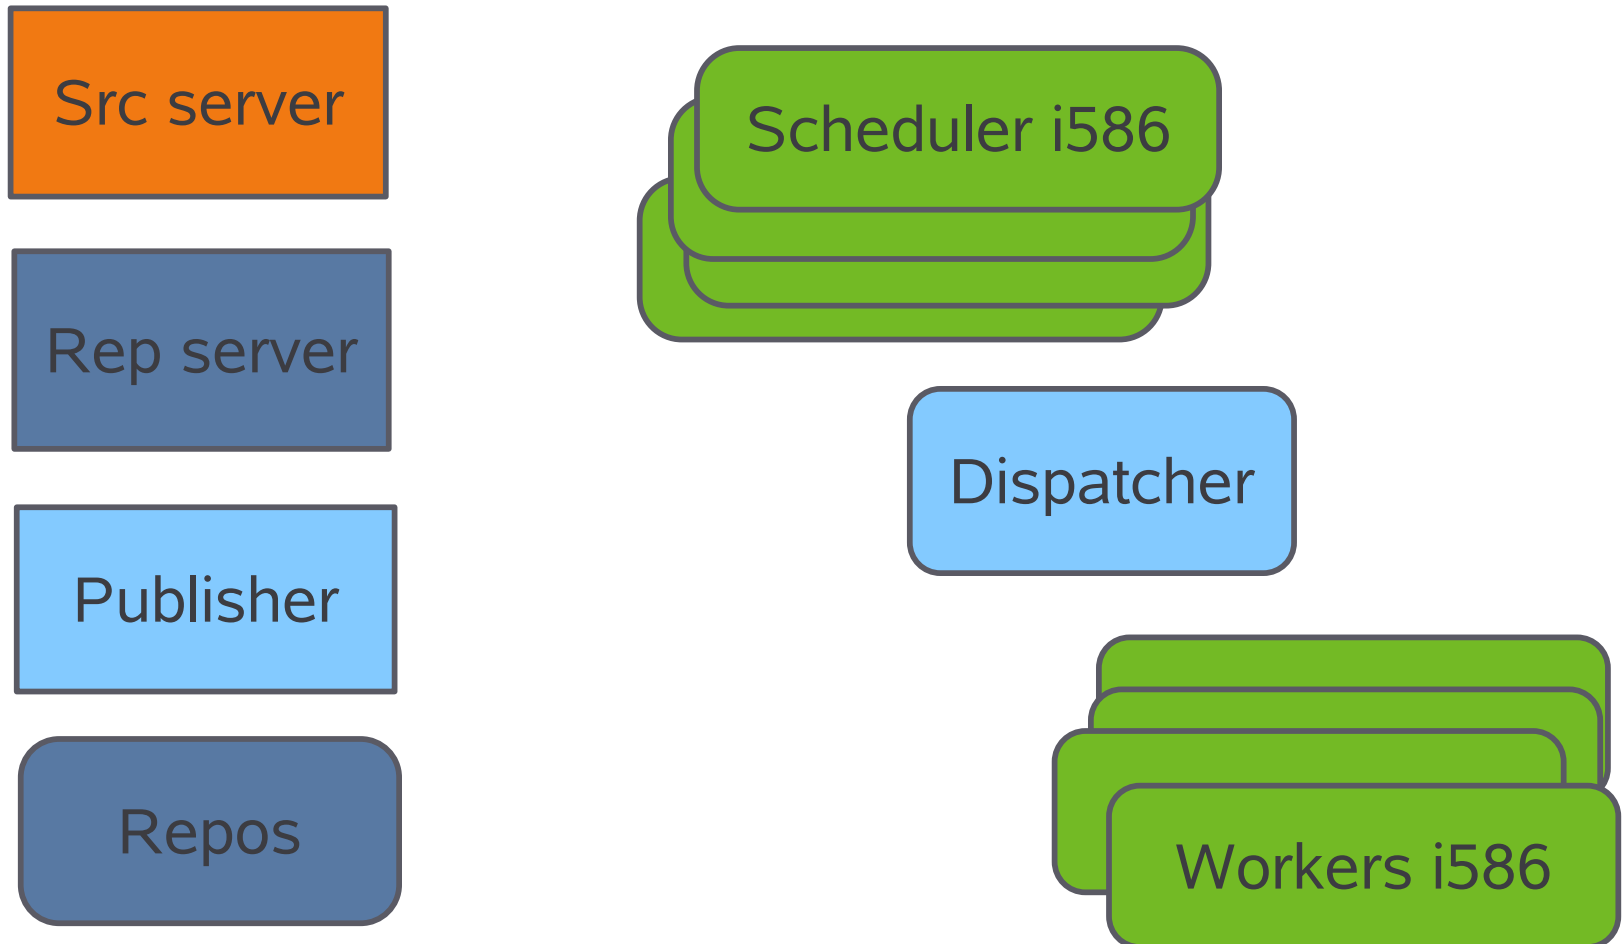 Src server
Scheduler i586
Rep server
Dispatcher
Publisher
Repos
Workers i586